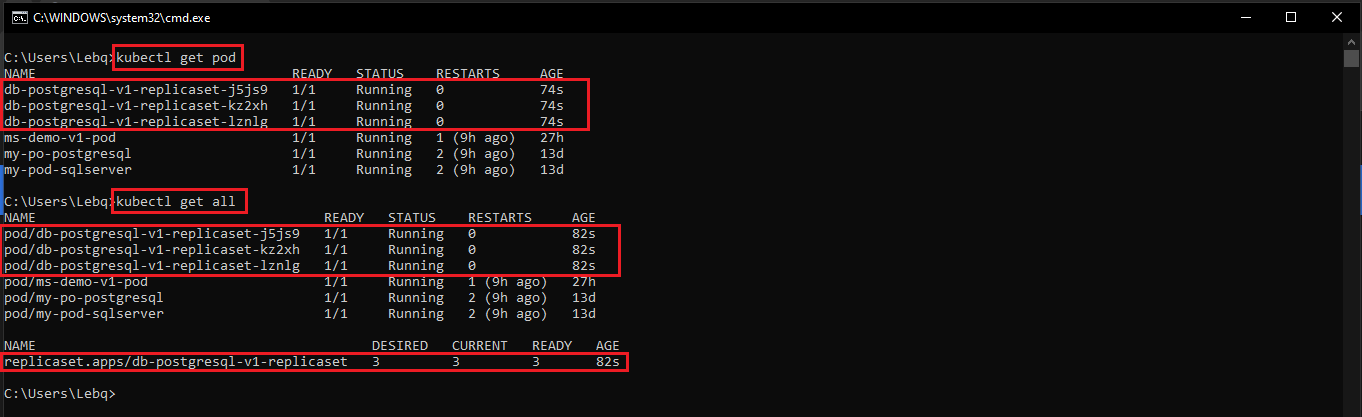 C:\WINDOWS\system32\cmd.exe
C:\Users\Lebq>kubectl get pod
NAME READY STATUS RESTARTS AGE
db-postgresql-v1-replicaset-j5js9 1/1 Running 0 74s
db-postgresql-v1-replicaset-kz2xh 1/1 Running 0 74s
db-postgresql-v1-replicaset-lznlg 1/1 Running 0 74s
ms-demo-v1-pod 1/1 Running 1 (9h ago) 27h
my-po-postgresql 1/1 Running 2 (9h ago) 13d
my-pod-sqlserver 1/1 Running 2 (9h ago) 13d
C:\Users\Lebq>kubectl get all
NAME READY STATUS RESTARTS AGE
pod/db-postgresql-v1-replicaset-j5js9 1/1 Running 0 82s
pod/db-postgresql-v1-replicaset-kz2xh 1/1 Running 0 82s
pod/db-postgresql-v1-replicaset-lznlg 1/1 Running 0 82s
pod/ms-demo-v1-pod 1/1 Running 1 (9h ago) 27h
pod/my-po-postgresql 1/1 Running 2 (9h ago) 13d
pod/my-pod-sqlserver 1/1 Running 2 (9h ago) 13d
NAME DESIRED CURRENT READY AGE
replicaset.apps/db-postgresql-v1-replicaset 3 3 3 82s
C:\Users\Lebq>